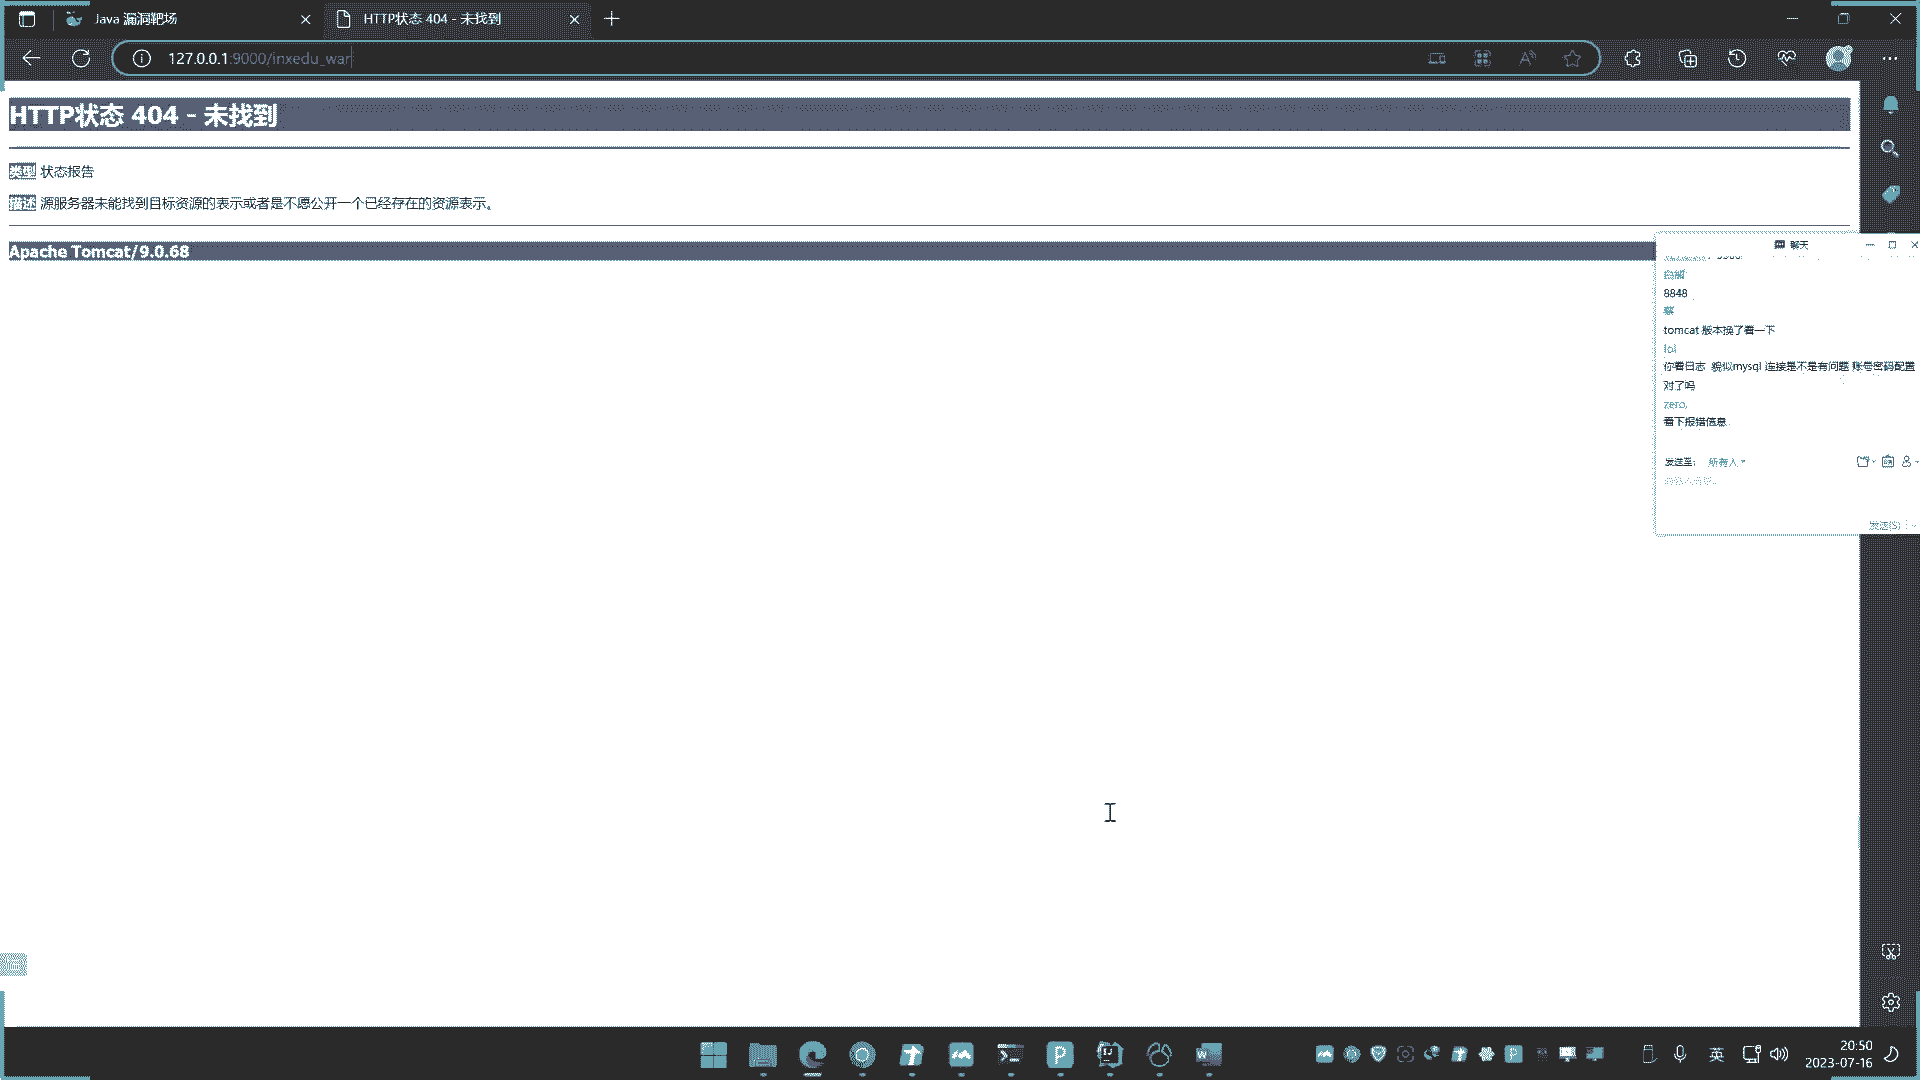 Java 漏洞靶场
HTTP状态 404 - 未找到
127.0.0.1:9000/inxedu_war
HTTP状态 404 - 未找到
类型 状态报告
描述 源服务器未能找到目标资源的表示或者是不愿公开一个已经存在的资源表示。
Apache Tomcat/9.0.68
聊天
8848
蔡
tomcat 版本换了看一下
lol
你看日志 貌似mysql 连接是不是有问题 账号密码配置
对了吗
zero,
看下报错信息
发送至: 所有人
发送(S)
英
20:50
2023-07-16